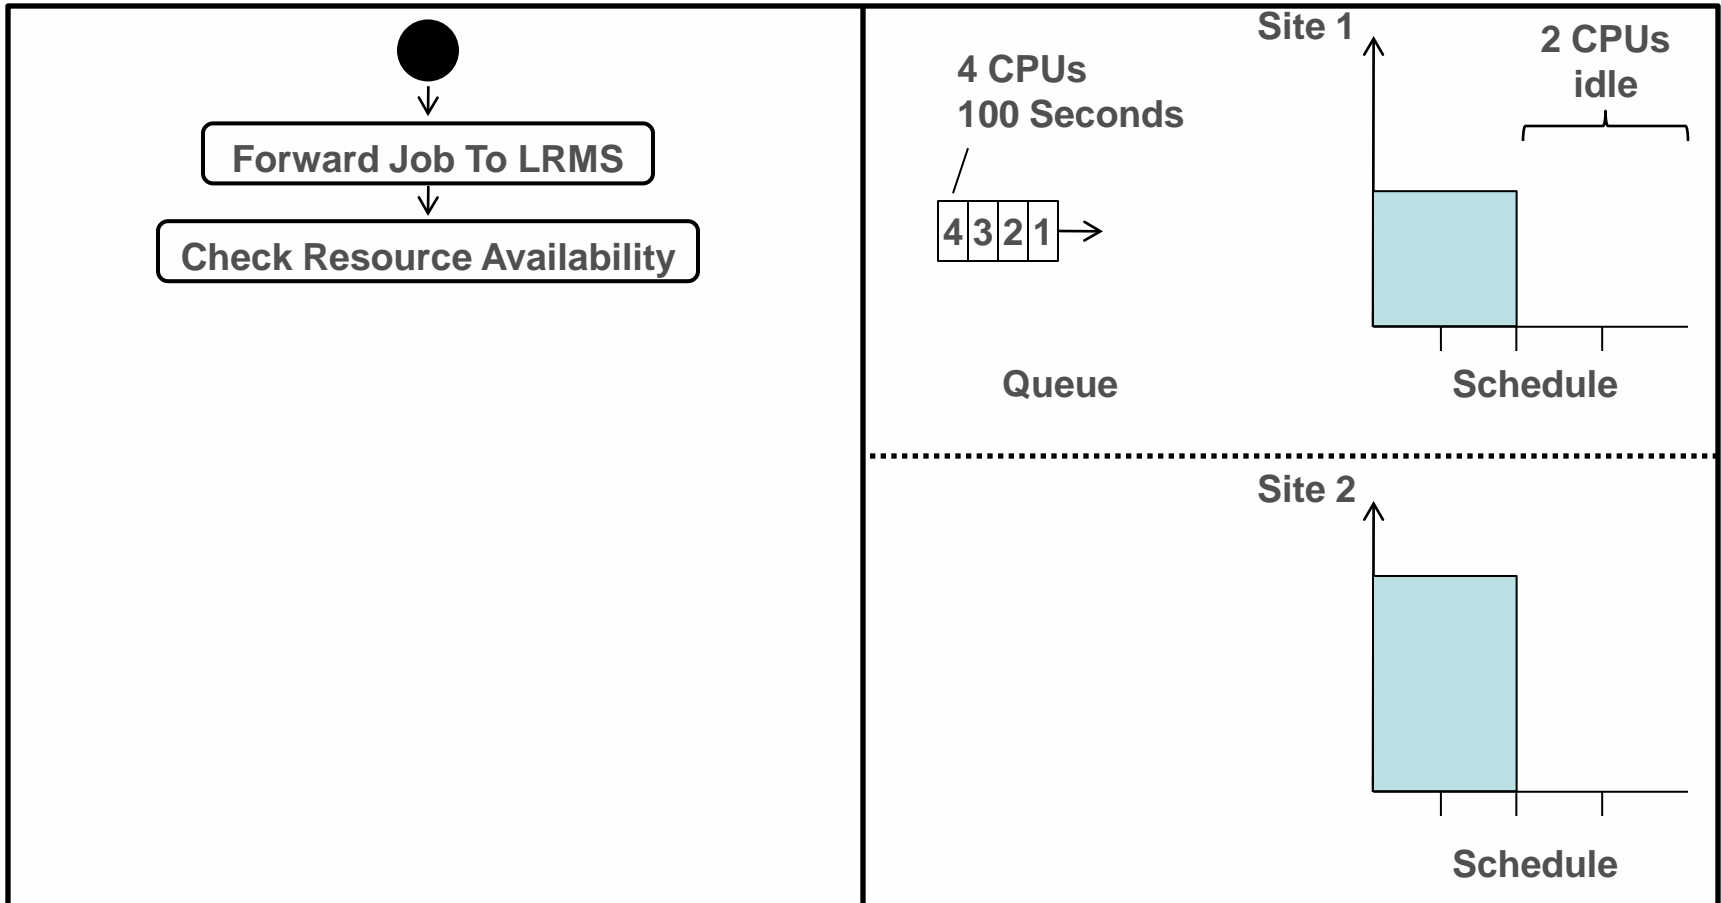 Forward Job To LRMS
Check Resource Availability
4 CPUs
100 Seconds
4 3 2 1
Queue
Site 1
2 CPUs
idle
Schedule
Site 2
Schedule